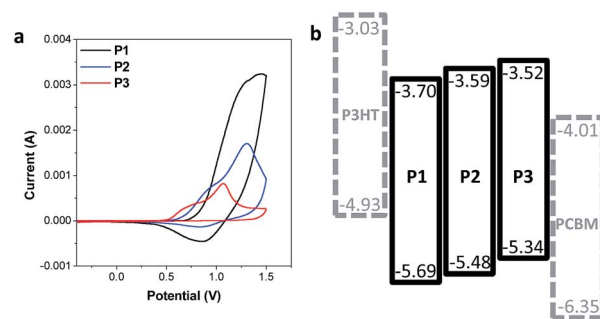 a
0.004
0.003
0.002
0.001
0.000
-0.001
Current (A)
P1
P2
P3
0.0
0.5
1.0
1.5
Potential (V)
b
-3.03
P3HT
-4.93
-3.70
P1
-5.69
-3.59
P2
-5.48
-3.52
P3
-5.34
-4.01
PCBM
-6.35